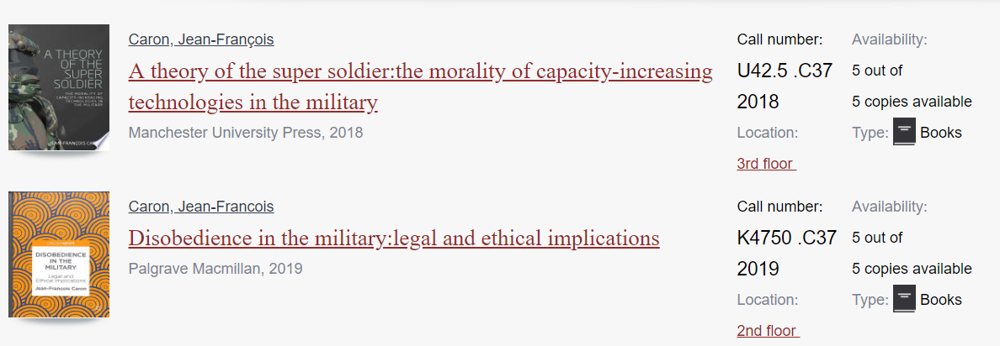 A THEORY
OF THE
SUPER
SOLDIER
THE MORALITY OF
CAPACITY-INCREASING
TECHNOLOGIES IN
THE MILITARY
JEAN-FRANÇOIS
Caron, Jean-François
A theory of the super soldier:the morality of capacity-increasing
technologies in the military
Manchester University Press, 2018
Call number:
U42.5 .C37
2018
Location:
3rd floor
Availability:
5 out of
5 copies available
Type: Books
DISOBEDIENCE
IN THE
MILITARY
Legal and
Ethical Implications
Jean-François Caron
Caron, Jean-Francois
Disobedience in the military:legal and ethical implications
Palgrave Macmillan, 2019
Call number:
K4750 .C37
2019
Location:
2nd floor
Availability:
5 out of
5 copies available
Type: Books